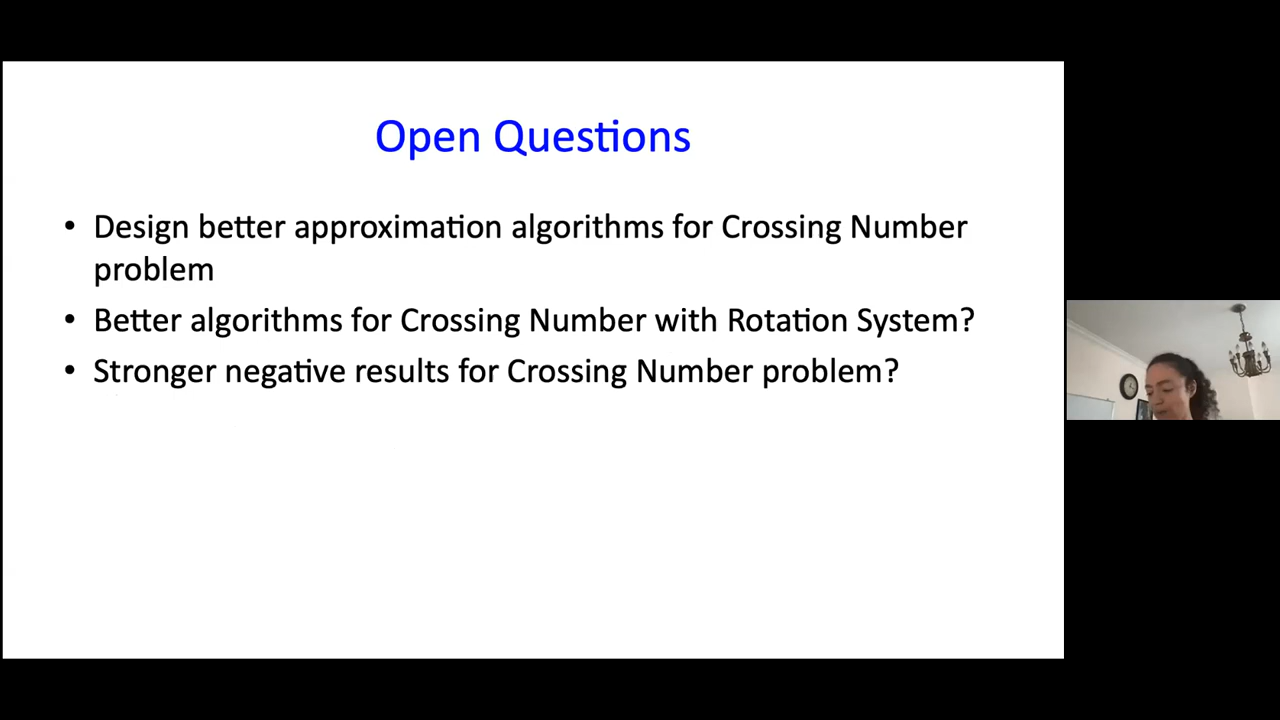 Open Questions
• Design better approximation algorithms for Crossing Number
problem
• Better algorithms for Crossing Number with Rotation System?
• Stronger negative results for Crossing Number problem?